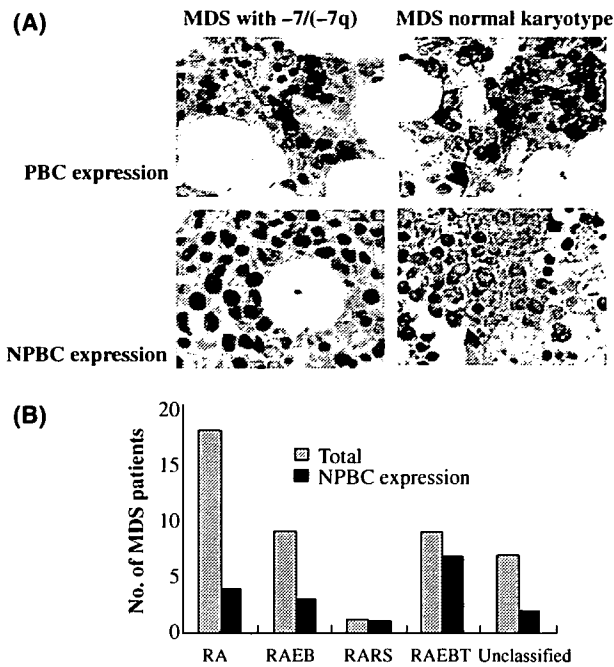 (A)
MDS with −7/(−7q)
MDS normal karyotype
PBC expression
NPBC expression
(B)
No. of MDS patients
20
15
10
5
0
Total
NPBC expression
RA RAEB RARS RAEBT Unclassified